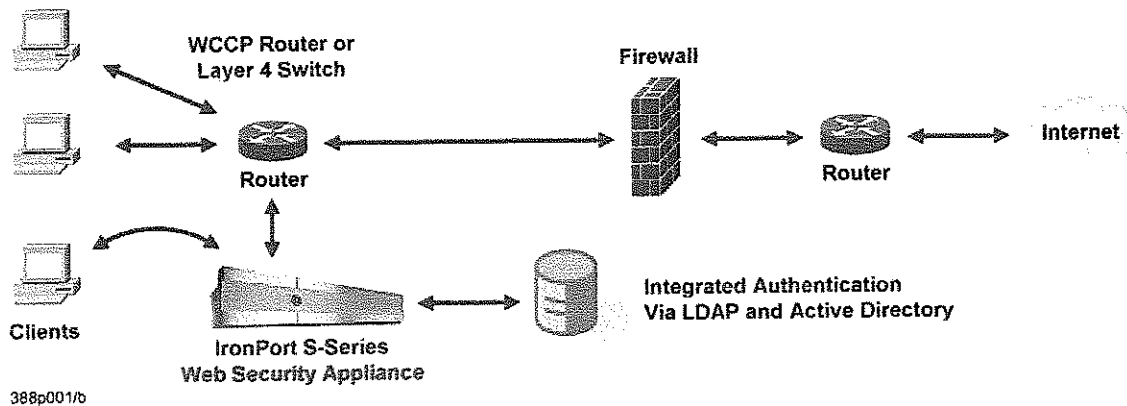 WCCP Router or
Layer 4 Switch
Firewall
Internet
Router
Router
Clients
IronPort S-Series
Web Security Appliance
Integrated Authentication
Via LDAP and Active Directory
388p001/b